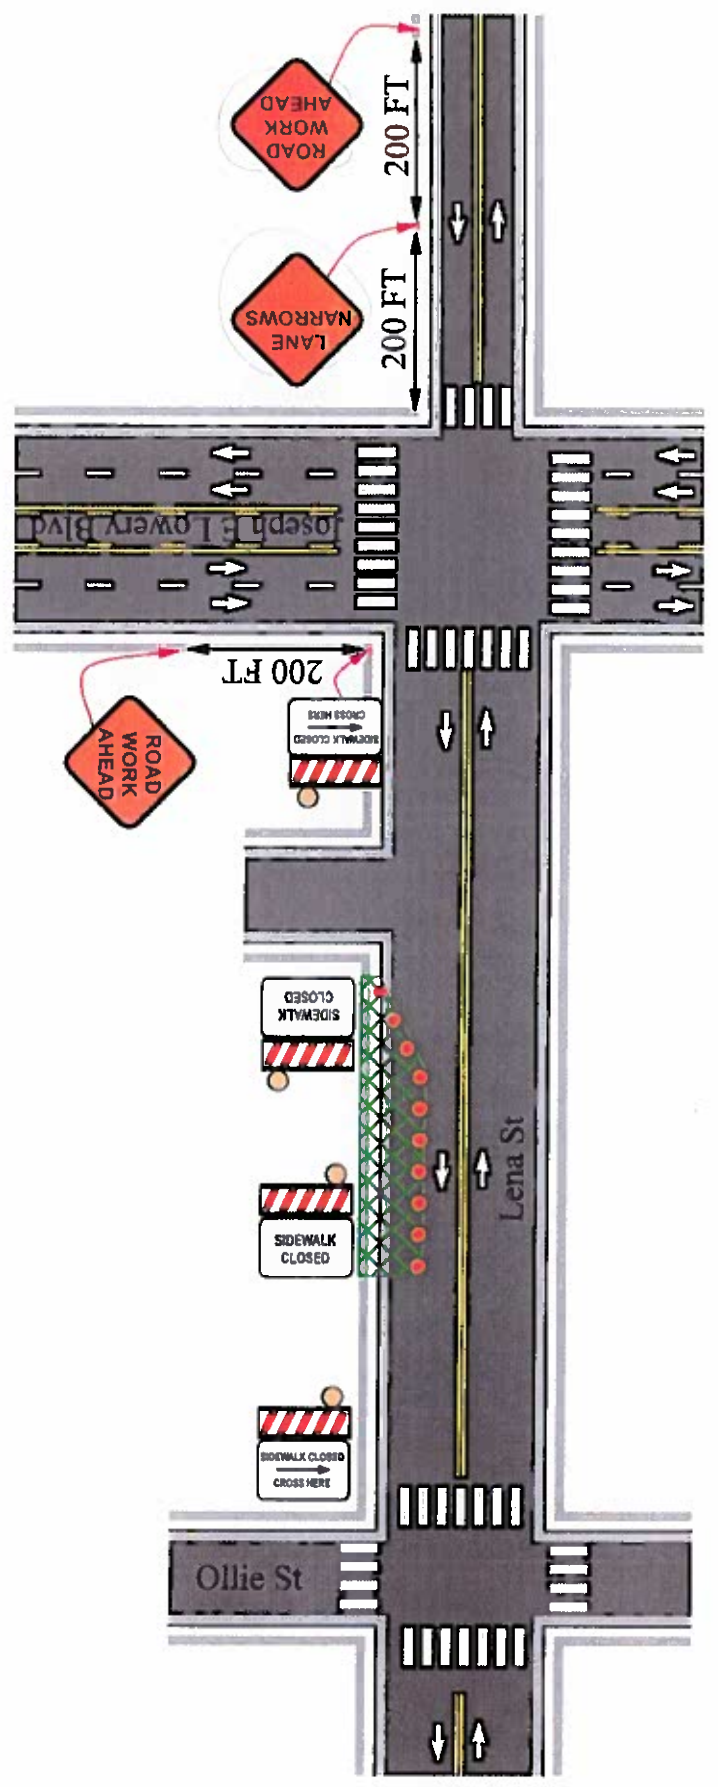 ROAD
WORK
AHEAD
200 FT
LANE
NARROWS
200 FT
Joseph E Lowery Blvd
200 FT
SIDEWALK CLOSED
CROSS HERE
ROAD
WORK
AHEAD
SIDEWALK
CLOSED
Lena St
SIDEWALK
CLOSED
SIDEWALK CLOSED
CROSS HERE
Ollie St